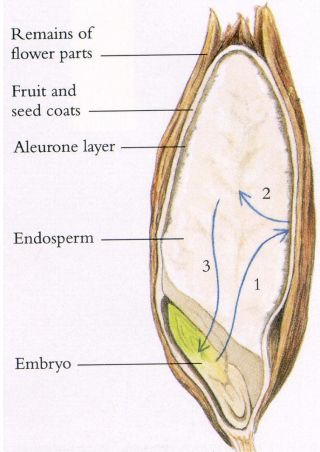 Remains of
flower parts
Fruit and
seed coats
Aleurone layer
2
Endosperm
3
1
Embryo